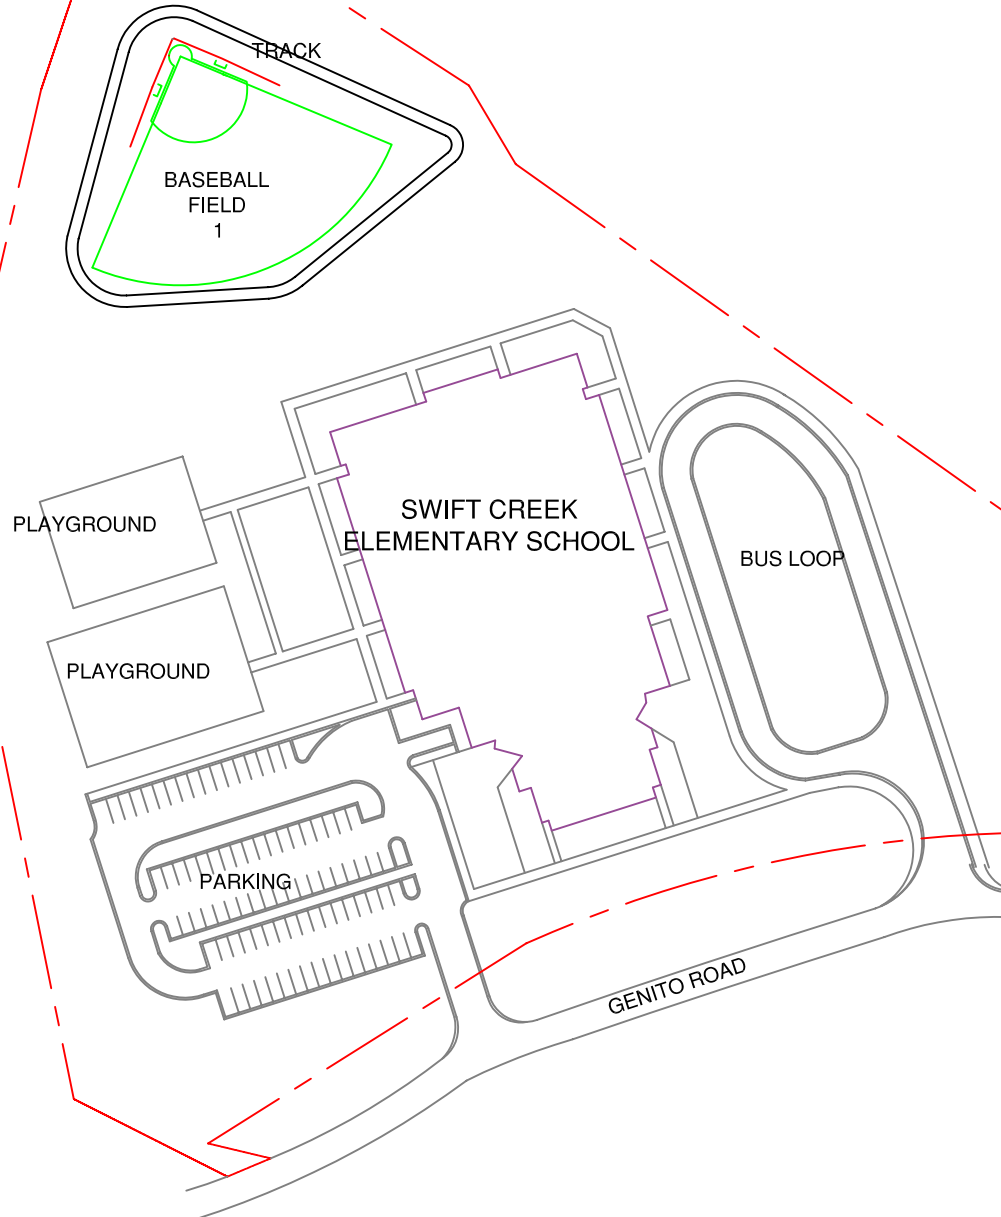 TRACK
BASEBALL
FIELD
1
SWIFT CREEK
ELEMENTARY SCHOOL
PLAYGROUND
BUS LOOP
PLAYGROUND
PARKING
GENITO ROAD